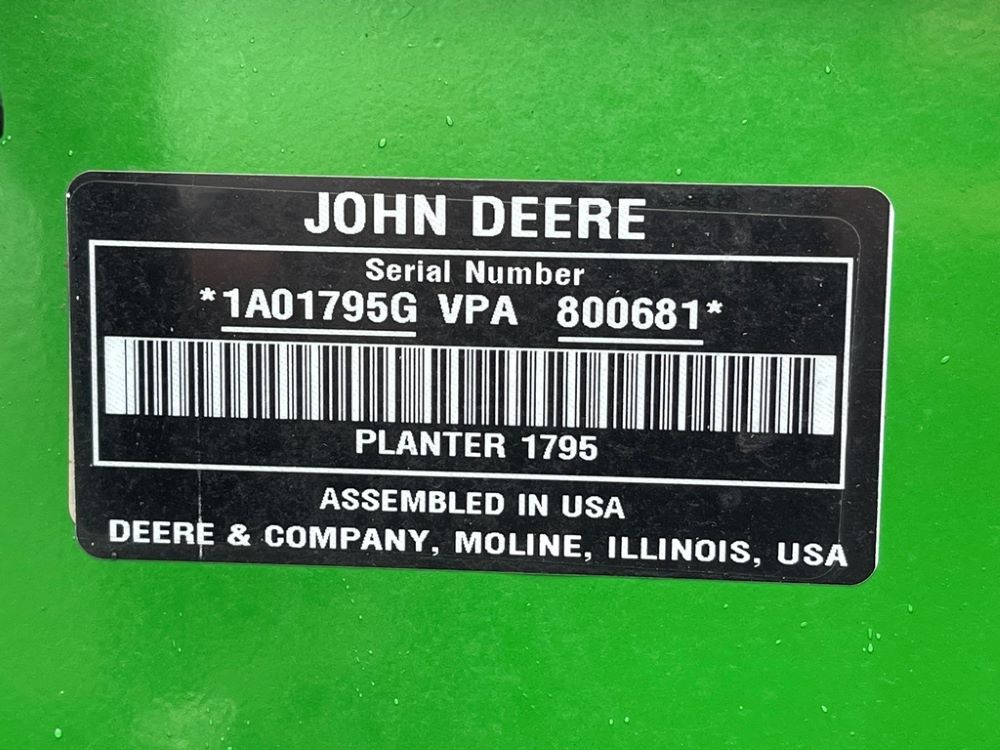 JOHN DEERE
Serial Number
*1A01795G VPA 800681*
PLANTER 1795
ASSEMBLED IN USA
DEERE & COMPANY, MOLINE, ILLINOIS, USA